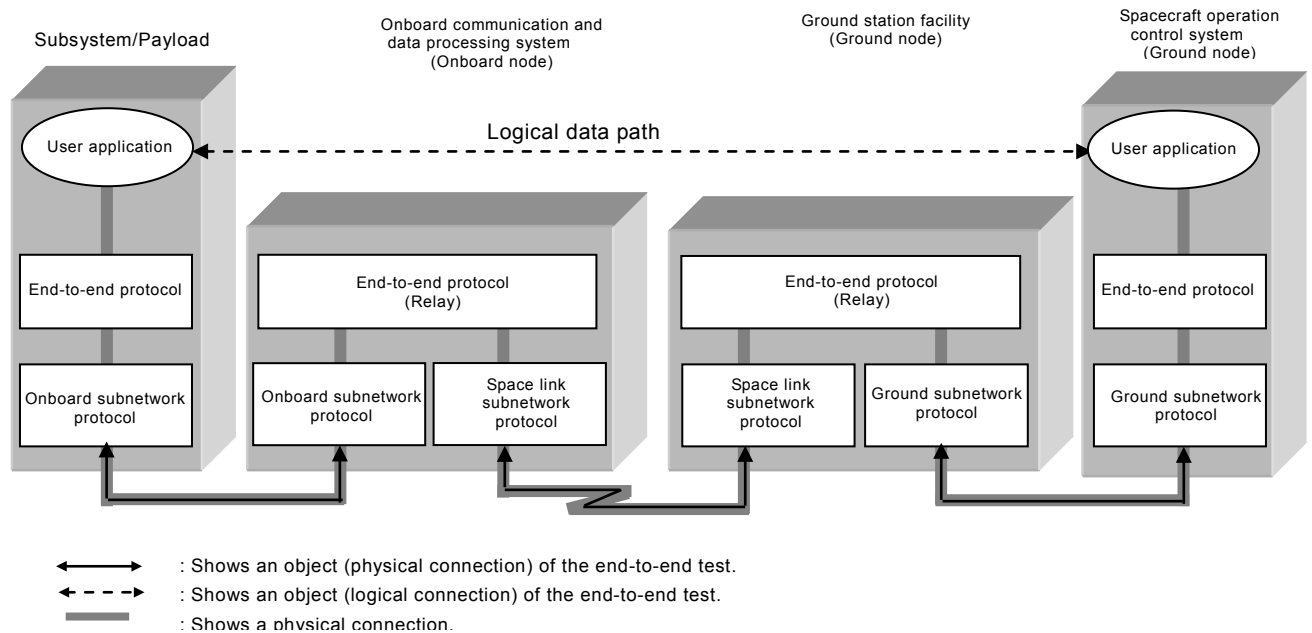 Subsystem/Payload
Onboard communication and
data processing system
(Onboard node)
Ground station facility
(Ground node)
Spacecraft operation
control system
(Ground node)
User application
Logical data path
User application
End-to-end protocol
End-to-end protocol
(Relay)
End-to-end protocol
(Relay)
End-to-end protocol
Onboard subnetwork
protocol
Onboard subnetwork
protocol
Space link
subnetwork
protocol
Space link
subnetwork
protocol
Ground subnetwork
protocol
Ground subnetwork
protocol
: Shows an object (physical connection) of the end-to-end test.
: Shows an object (logical connection) of the end-to-end test.
: Shows a physical connection.